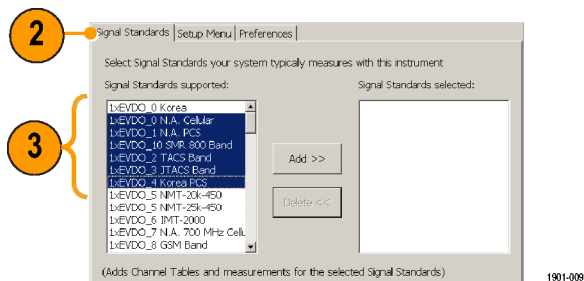 2
Signal Standards Setup Menu Preferences
Select Signal Standards your system typically measures with this instrument
Signal Standards supported: Signal Standards selected:
3
1xEVDO_0 Korea
1xEVDO_0 N.A. Cellular
1xEVDO_1 N.A. PCS
1xEVDO_10 SMR 800 Band
1xEVDO_2 TACS Band
1xEVDO_3 JTACS Band
1xEVDO_4 Korea PCS
1xEVDO_5 NMT-20k-450
1xEVDO_5 NMT-25k-450
1xEVDO_6 IMT-2000
1xEVDO_7 N.A. 700 MHz Cellu
1xEVDO_8 GSM Band
Add >>
Delete <<
(Adds Channel Tables and measurements for the selected Signal Standards)
1901-009